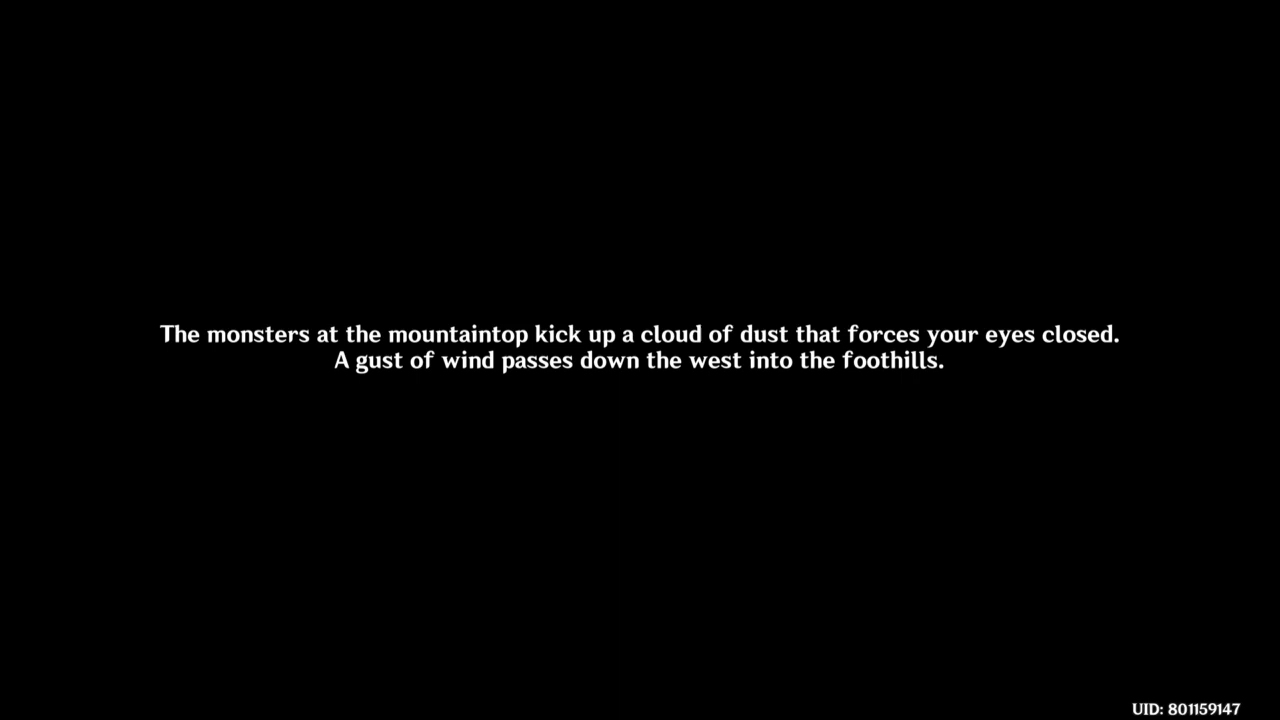 The monsters at the mountaintop kick up a cloud of dust that forces your eyes closed.
A gust of wind passes down the west into the foothills.
UID: 801159147